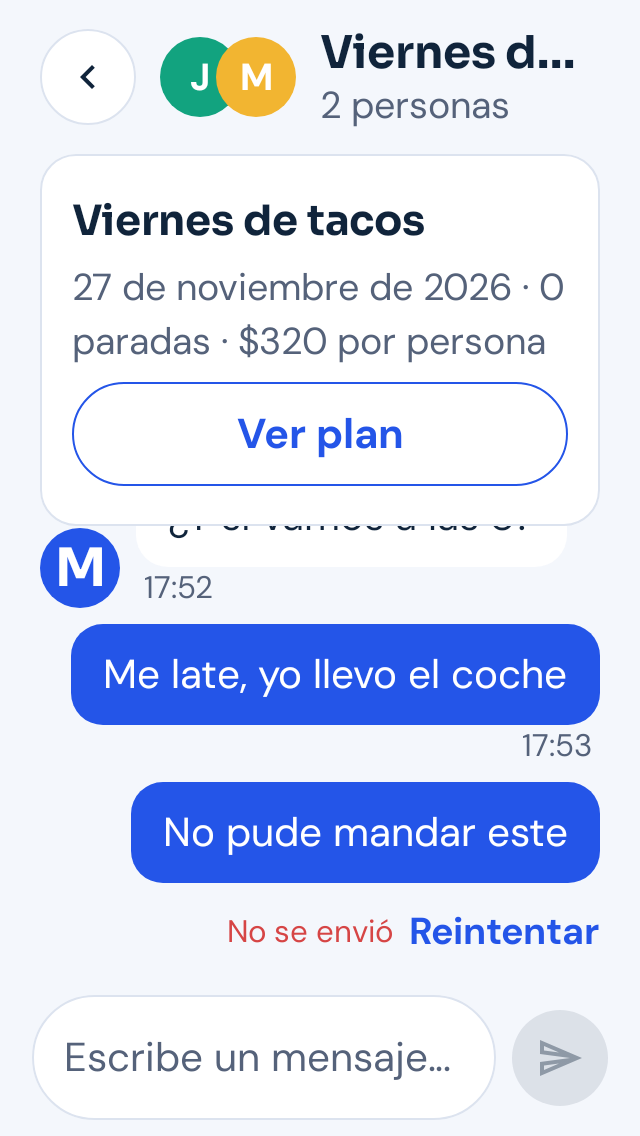 J M
Viernes d...
2 personas
Viernes de tacos
27 de noviembre de 2026 · 0
paradas · $320 por persona
Ver plan
M
17:52
Me late, yo llevo el coche
17:53
No pude mandar este
No se envió Reintentar
Escribe un mensaje...